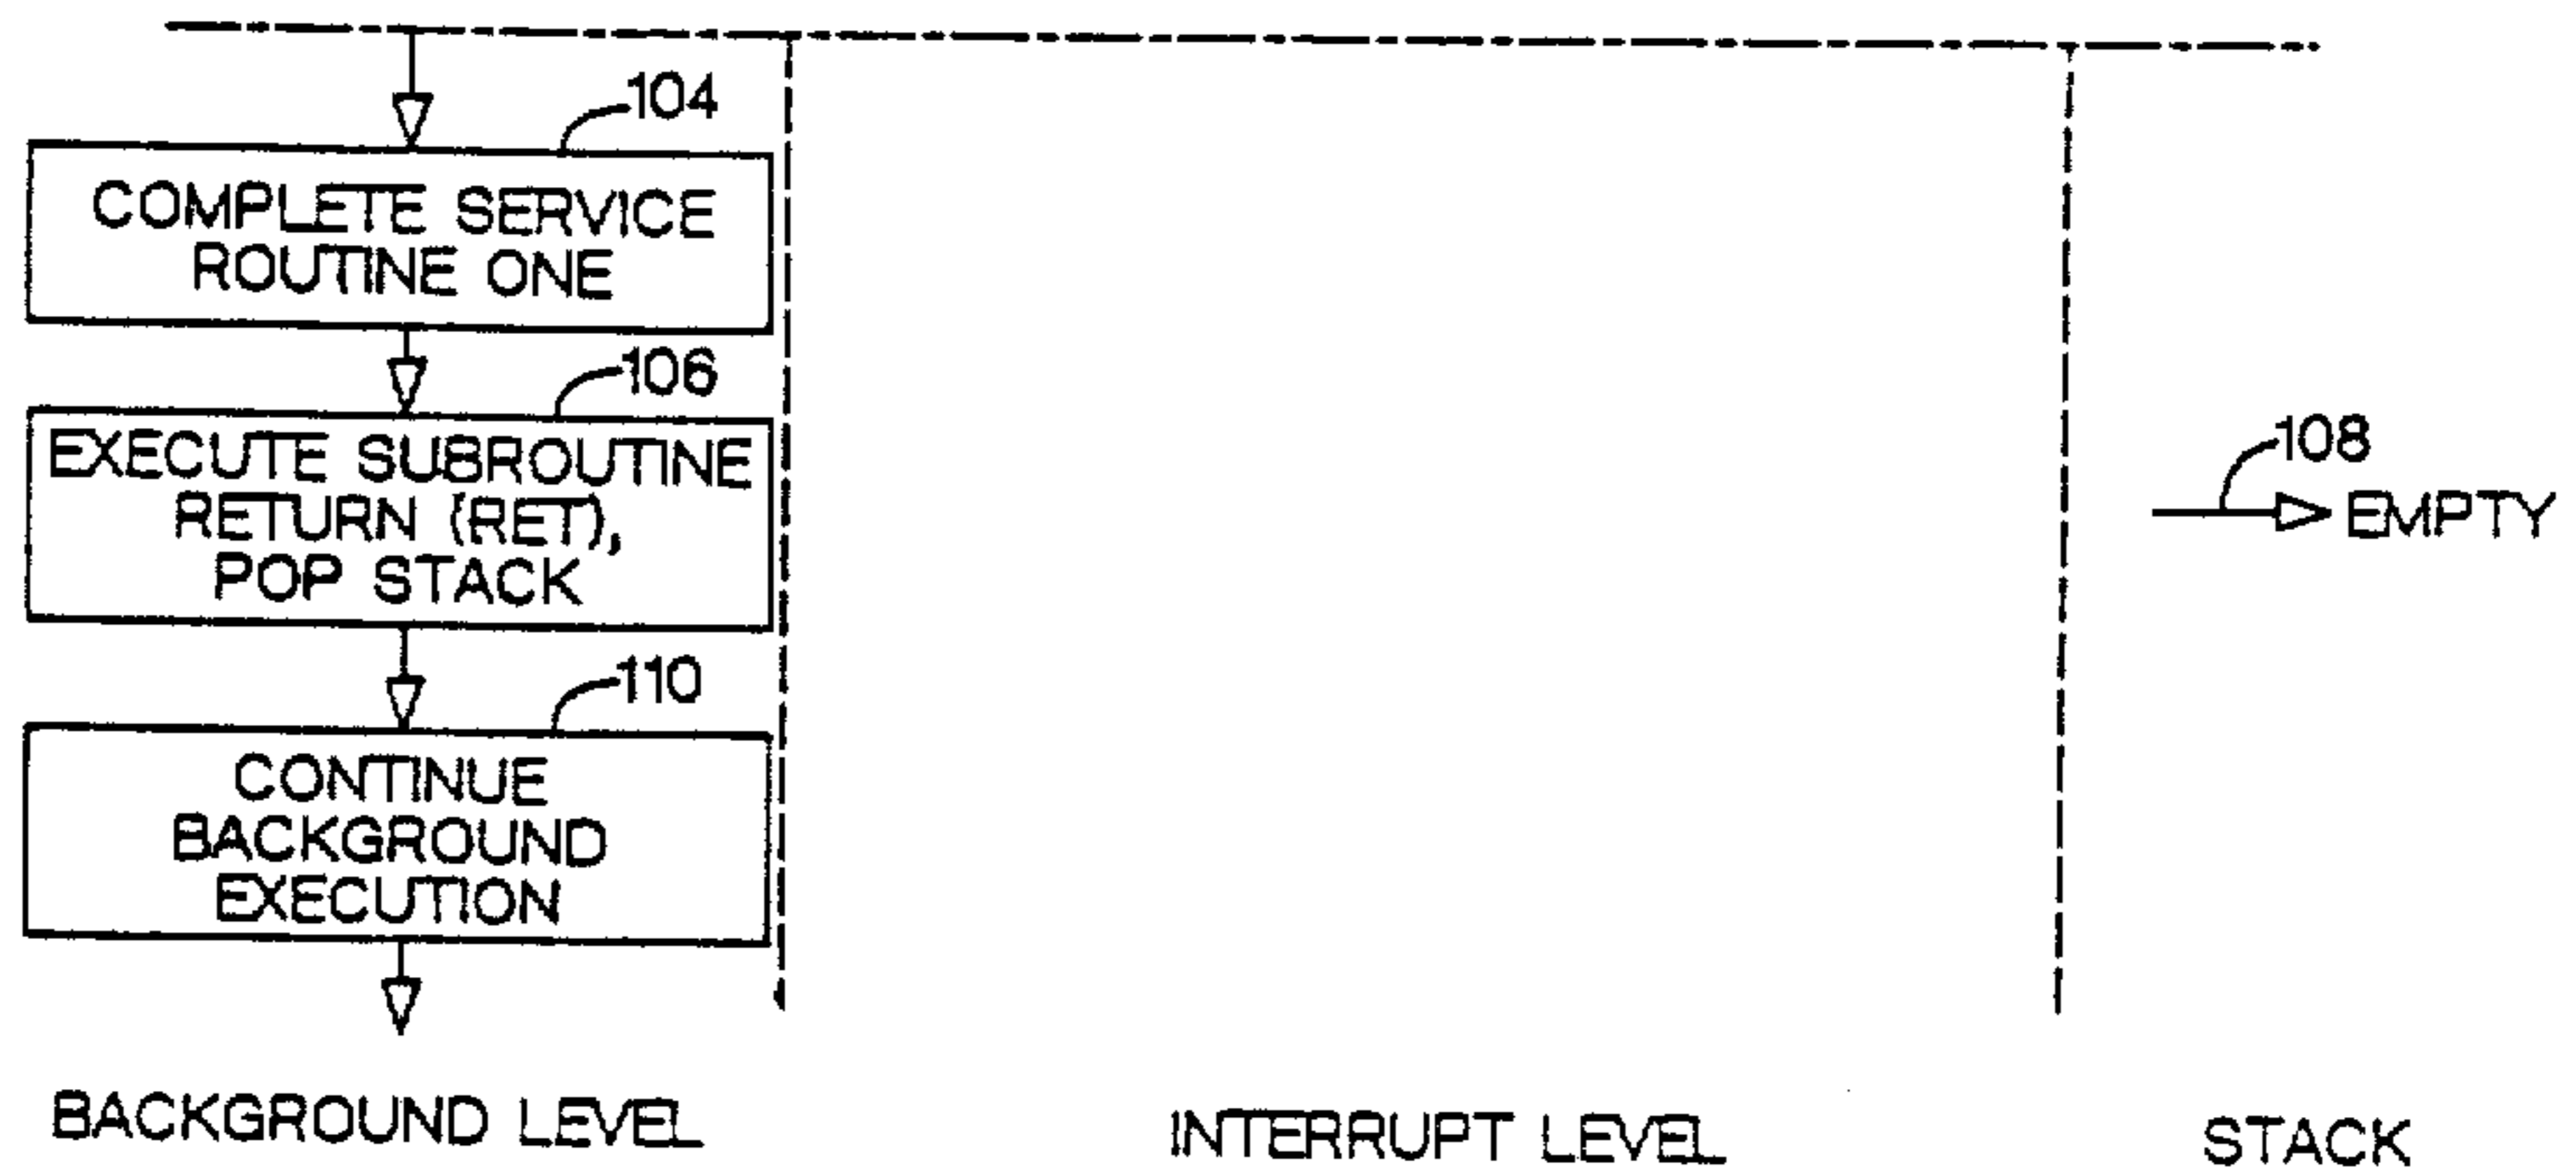 104
COMPLETE SERVICE
ROUTINE ONE
106
EXECUTE SUBROUTINE
RETURN (RET),
POP STACK
108
EMPTY
110
CONTINUE
BACKGROUND
EXECUTION
BACKGROUND LEVEL
INTERRUPT LEVEL
STACK